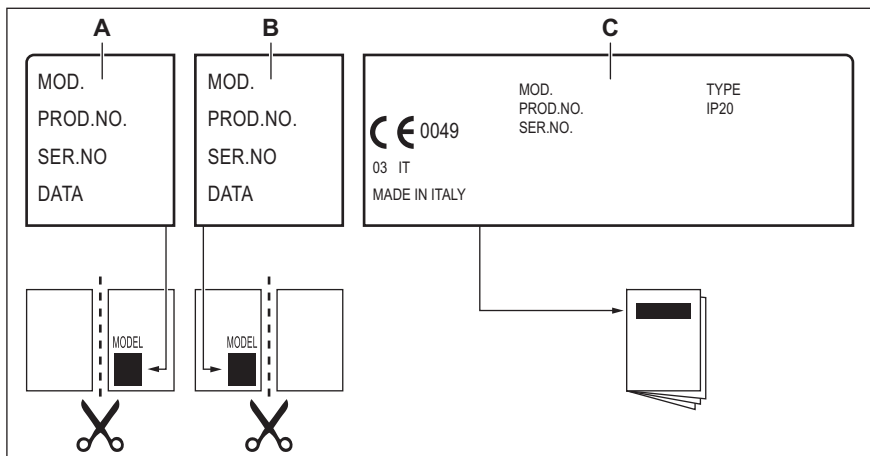 A
B
C
MOD.
PROD.NO.
SER.NO
DATA
MOD.
PROD.NO.
SER.NO
DATA
MOD.
PROD.NO.
SER.NO.
TYPE
IP20
CE 0049
03 IT
MADE IN ITALY
MODEL
MODEL